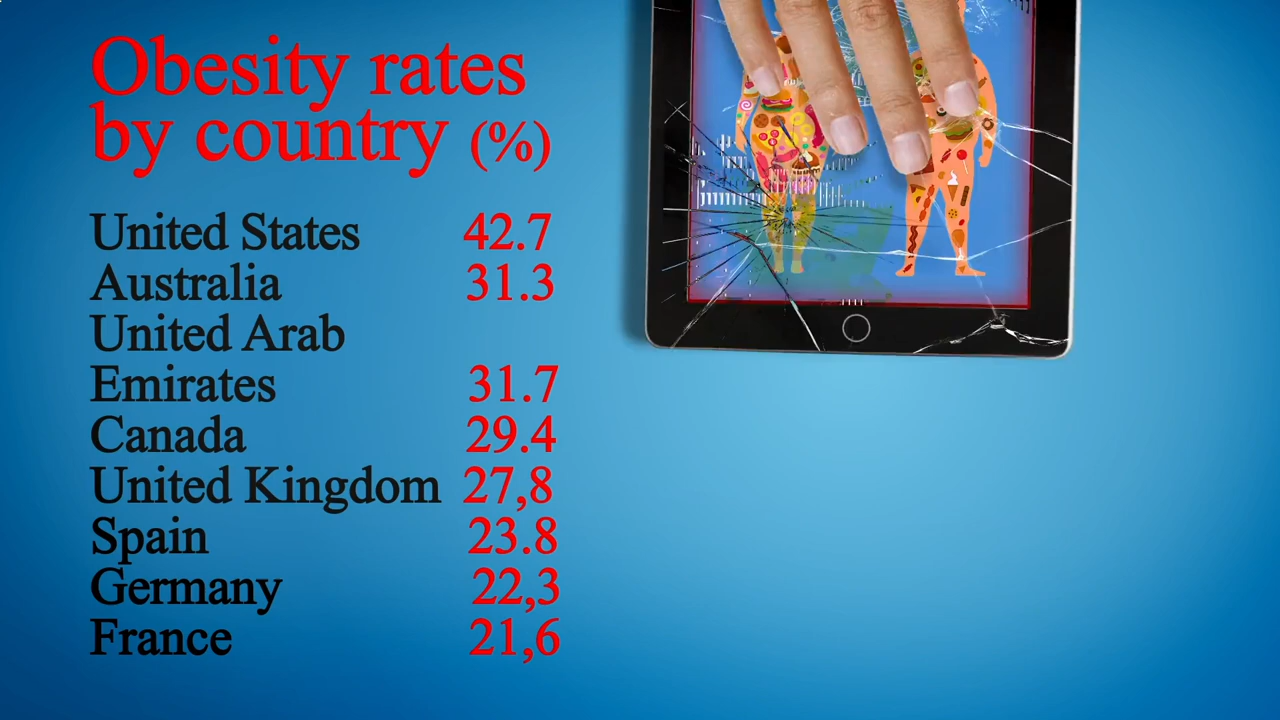 Obesity rates
by country (%)
United States 42.7
Australia 31.3
United Arab
Emirates 31.7
Canada 29.4
United Kingdom 27,8
Spain 23.8
Germany 22,3
France 21,6